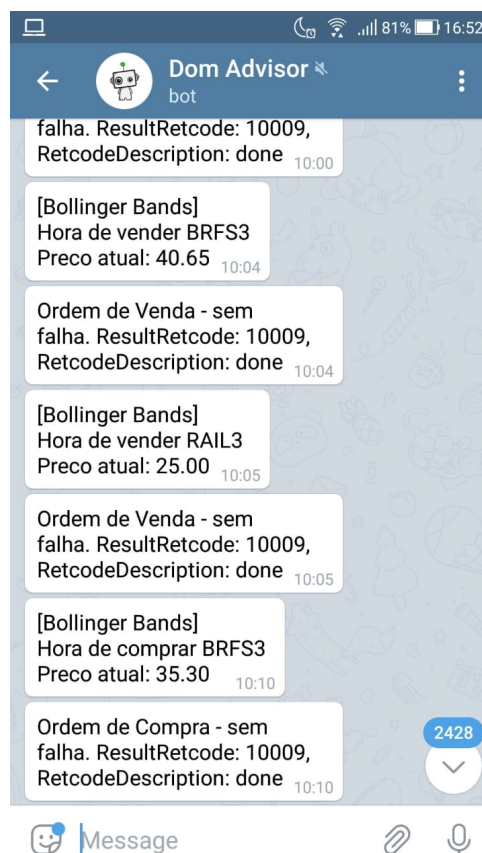 81% 16:52
Dom Advisor
bot
falha. ResultRetcode: 10009,
RetcodeDescription: done 10:00
[Bollinger Bands]
Hora de vender BRFS3
Preco atual: 40.65 10:04
Ordem de Venda - sem
falha. ResultRetcode: 10009,
RetcodeDescription: done 10:04
[Bollinger Bands]
Hora de vender RAIL3
Preco atual: 25.00 10:05
Ordem de Venda - sem
falha. ResultRetcode: 10009,
RetcodeDescription: done 10:05
[Bollinger Bands]
Hora de comprar BRFS3
Preco atual: 35.30 10:10
Ordem de Compra - sem
falha. ResultRetcode: 10009,
RetcodeDescription: done 10:10
2428
Message